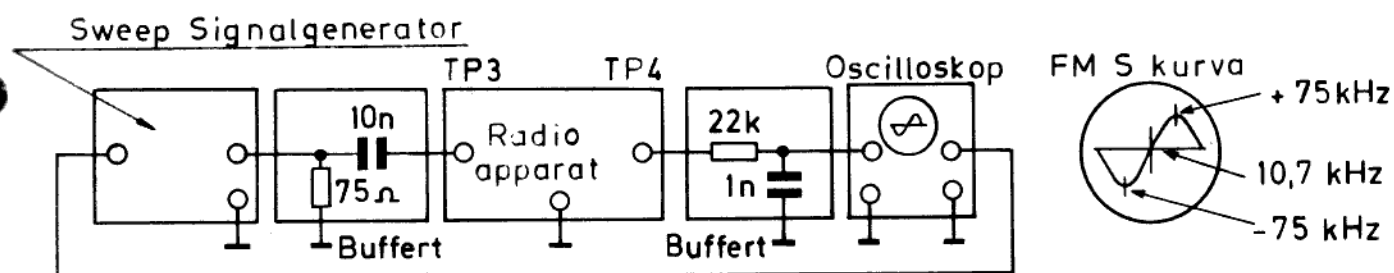 Sweep Signalgenerator
TP3
TP4
Oscilloskop
FM S kurva
10n
75Ω
Buffert
Radio
apparat
22k
1n
Buffert
+ 75kHz
10,7 kHz
-75 kHz